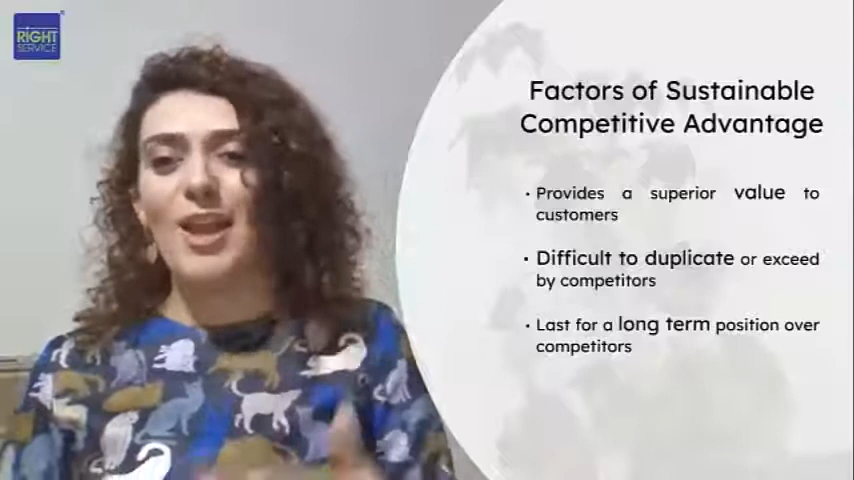 RIGHT
SERVICE
Factors of Sustainable
Competitive Advantage
• Provides a superior value to
customers
• Difficult to duplicate or exceed
by competitors
• Last for a long term position over
competitors